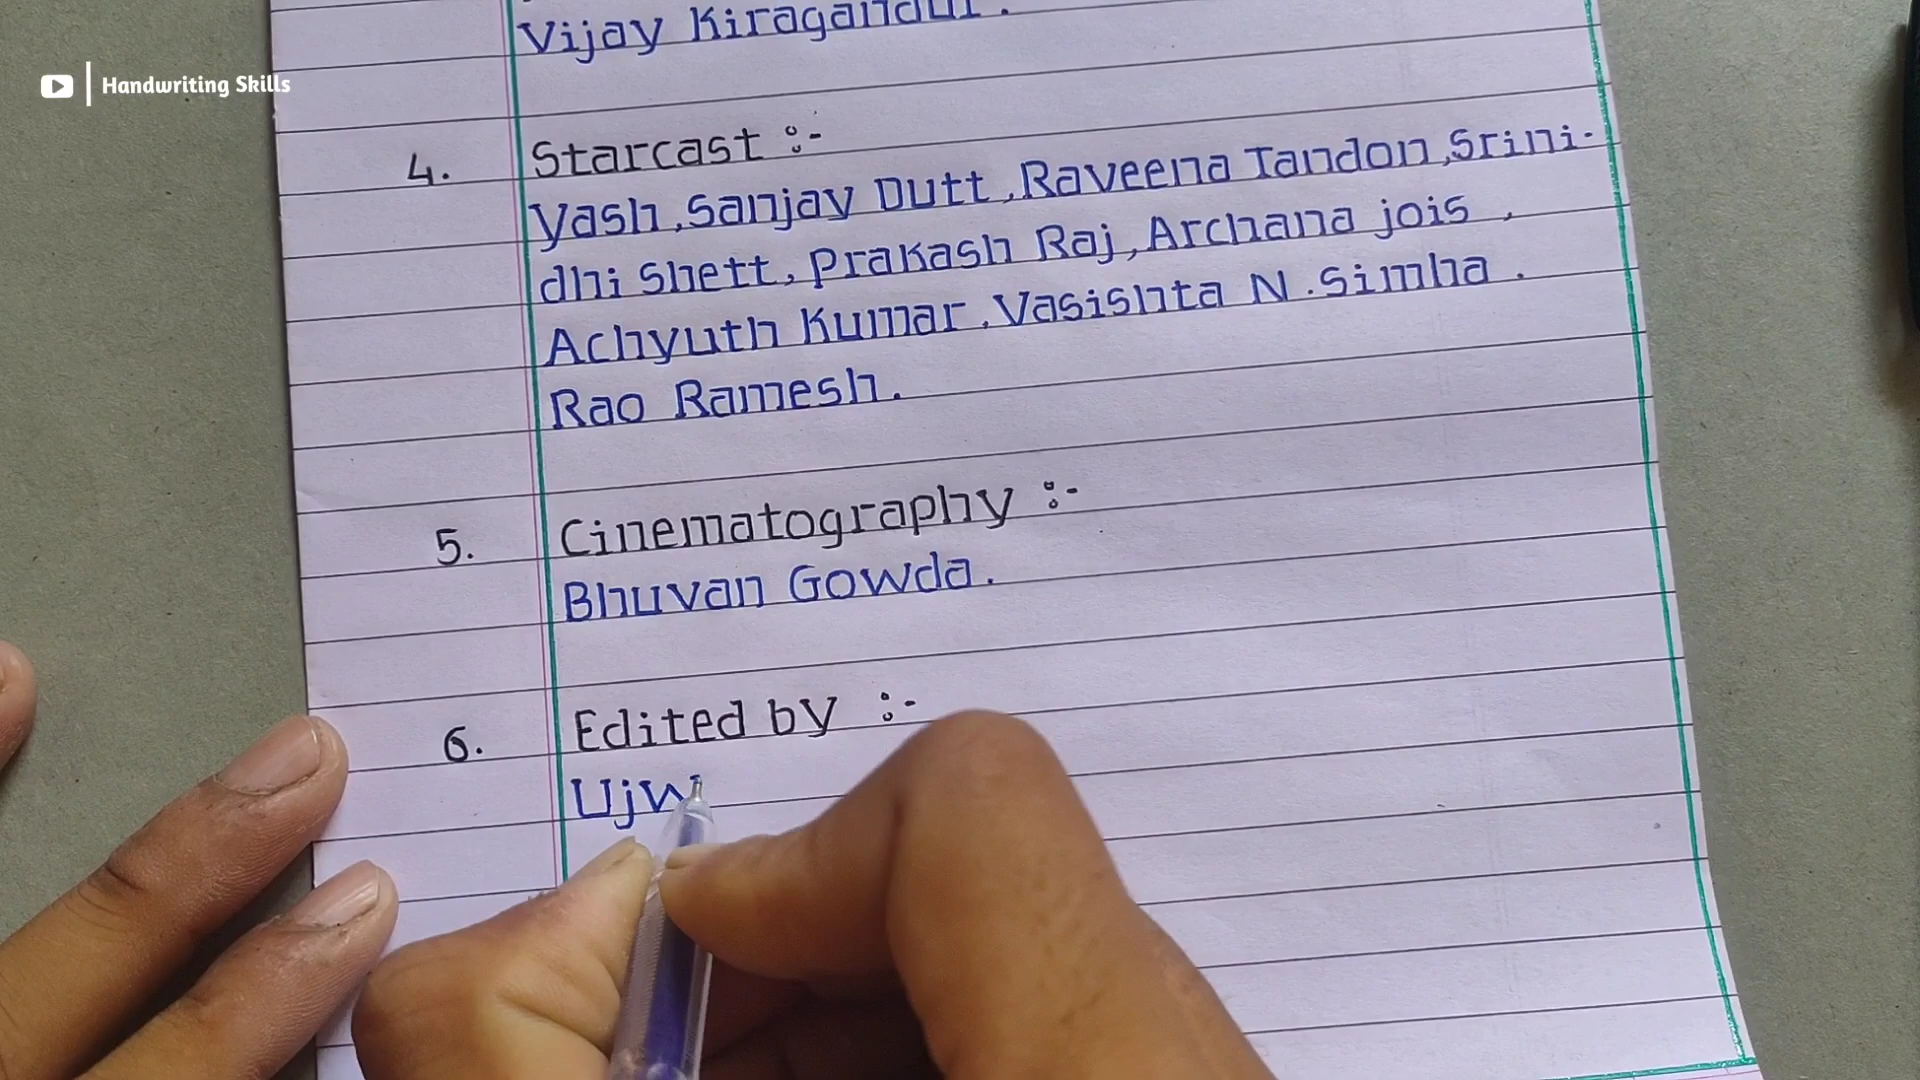 Vijay Kiragandur.
Handwriting Skills
4. Starcast :-
Yash, Sanjay Dutt, Raveena Tandon, Srini-
dhi Shett, Prakash Raj, Archana jois ,
Achyuth Kumar, Vasishta N. Simha .
Rao Ramesh.
5. Cinematography :-
Bhuvan Gowda.
6. Edited by :-
Ujw